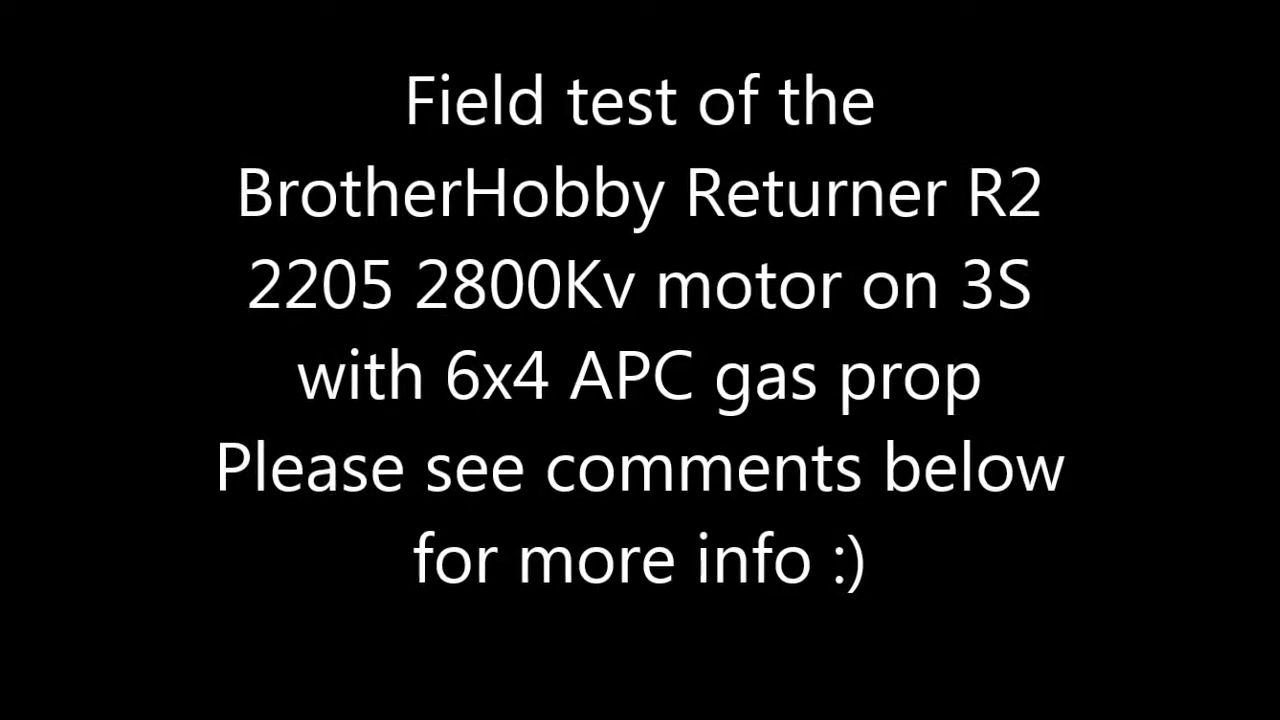 Field test of the
BrotherHobby Returner R2
2205 2800Kv motor on 3S
with 6x4 APC gas prop
Please see comments below
for more info :)